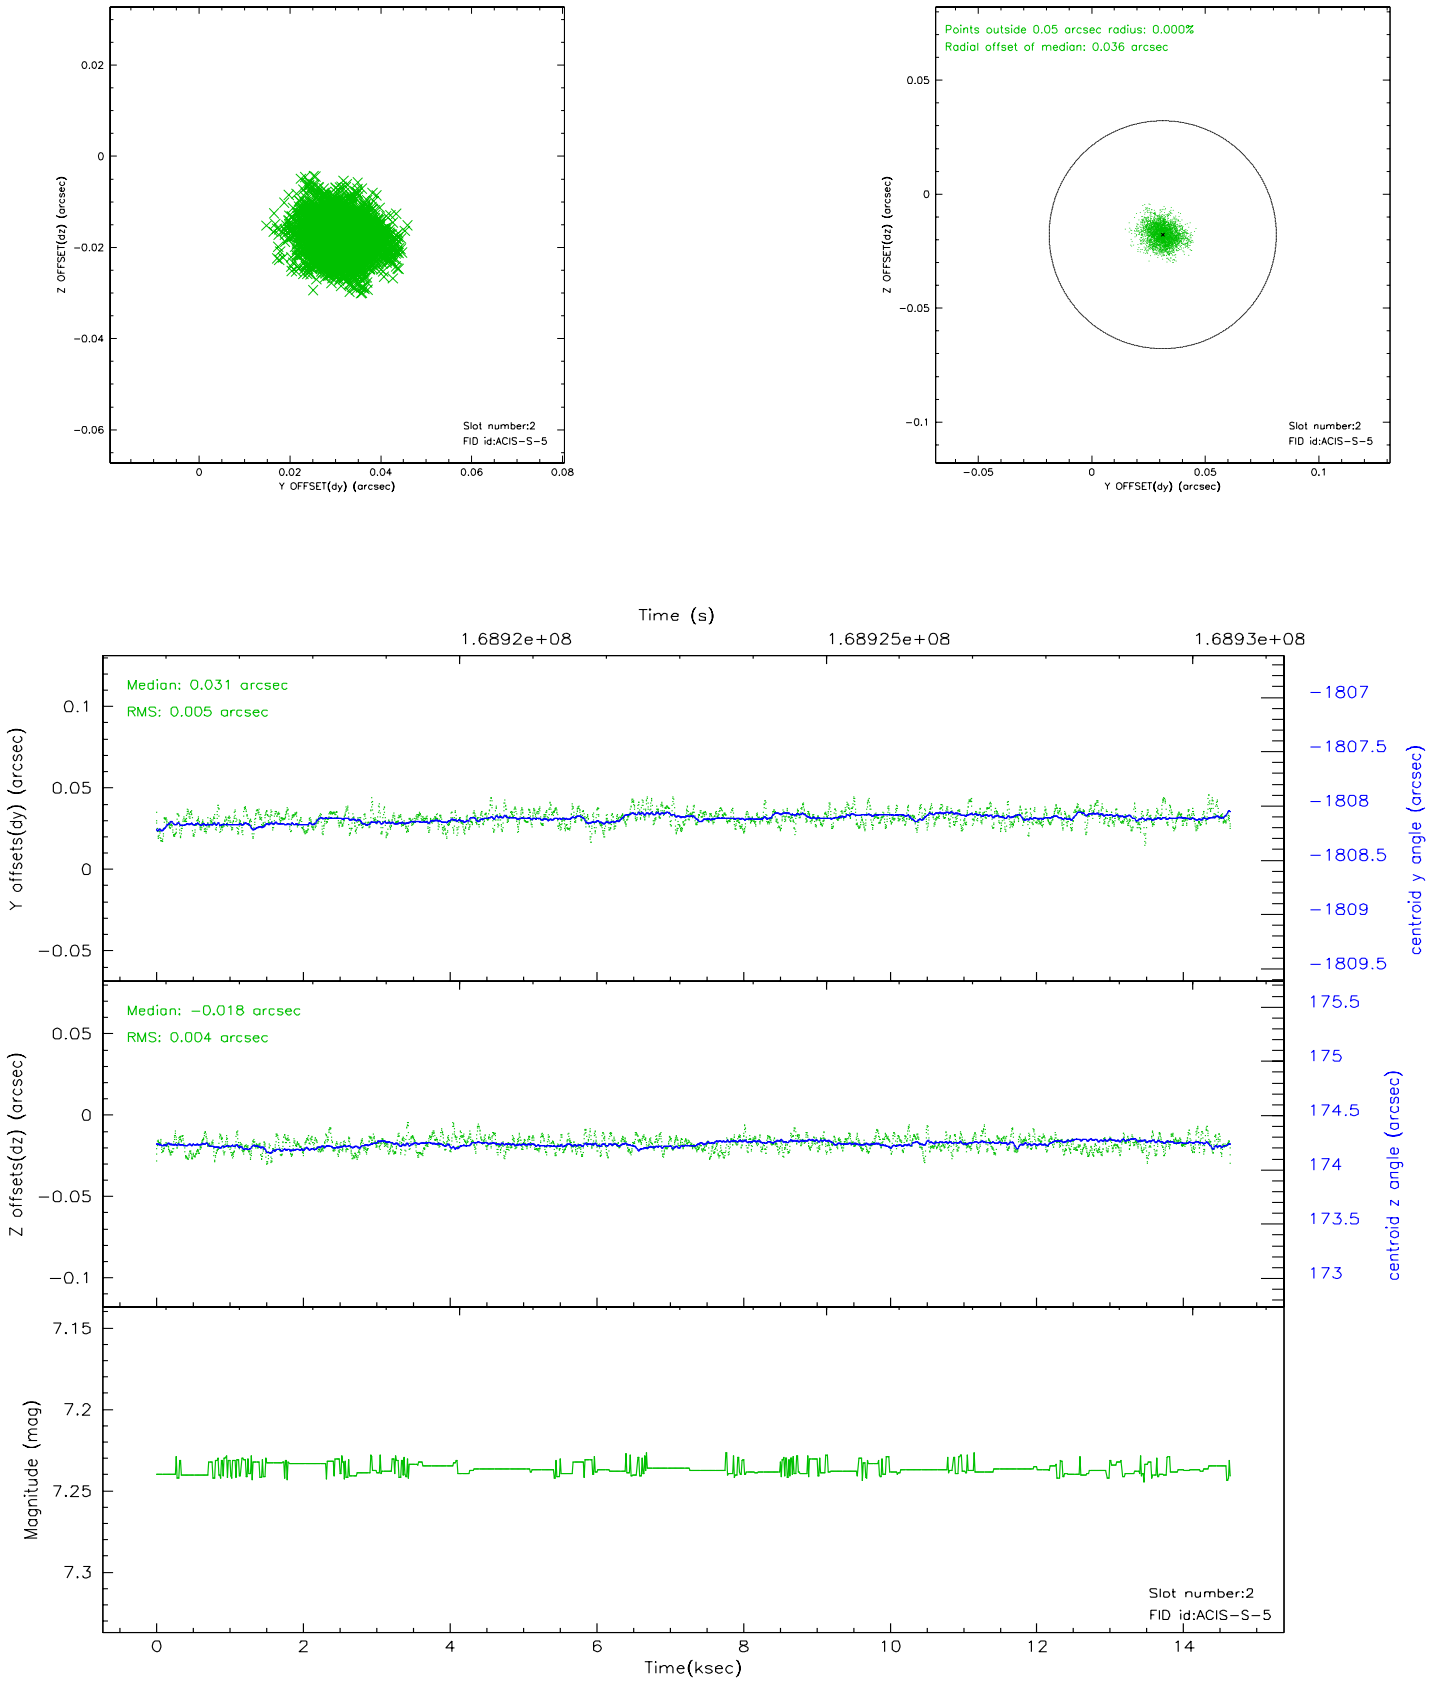 0.02
0
−0.02
−0.04
−0.06
Z OFFSET(dz) (arcsec)
Slot number:2
FID id:ACIS−S−5
0
0.02
0.04
0.06
0.08
Y OFFSET(dy) (arcsec)
Points outside 0.05 arcsec radius: 0.000%
Radial offset of median: 0.036 arcsec
0.05
0
−0.05
−0.1
Z OFFSET(dz) (arcsec)
Slot number:2
FID id:ACIS−S−5
−0.05
0
0.05
0.1
Y OFFSET(dy) (arcsec)
Time (s)
1.6892e+08
1.68925e+08
1.6893e+08
Median: 0.031 arcsec
RMS: 0.005 arcsec
0.1
0.05
0
−0.05
Y offsets(dy) (arcsec)
−1807
−1807.5
−1808
−1808.5
−1809
−1809.5
centroid y angle (arcsec)
Median: −0.018 arcsec
RMS: 0.004 arcsec
0.05
0
−0.05
−0.1
Z offsets(dz) (arcsec)
175.5
175
174.5
174
173.5
173
centroid z angle (arcsec)
7.15
7.2
7.25
7.3
Magnitude (mag)
Slot number:2
FID id:ACIS−S−5
0
2
4
6
8
10
12
14
Time(ksec)